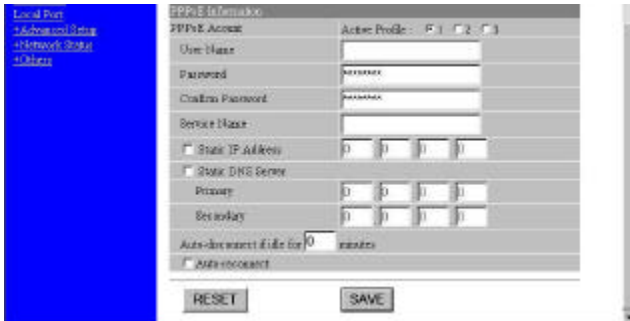 Local Port
+Advanced Setup
+Network Status
+Others
PPPoE Information
PPPoE Account Active Profile : 1 2 3
User Name
Password ********
Confirm Password ********
Service Name
Static IP Address 0 0 0 0
Static DNS Server
Primary 0 0 0 0
Secondary 0 0 0 0
Auto-disconnect if idle for 0 minutes
Auto-reconnect
RESET SAVE